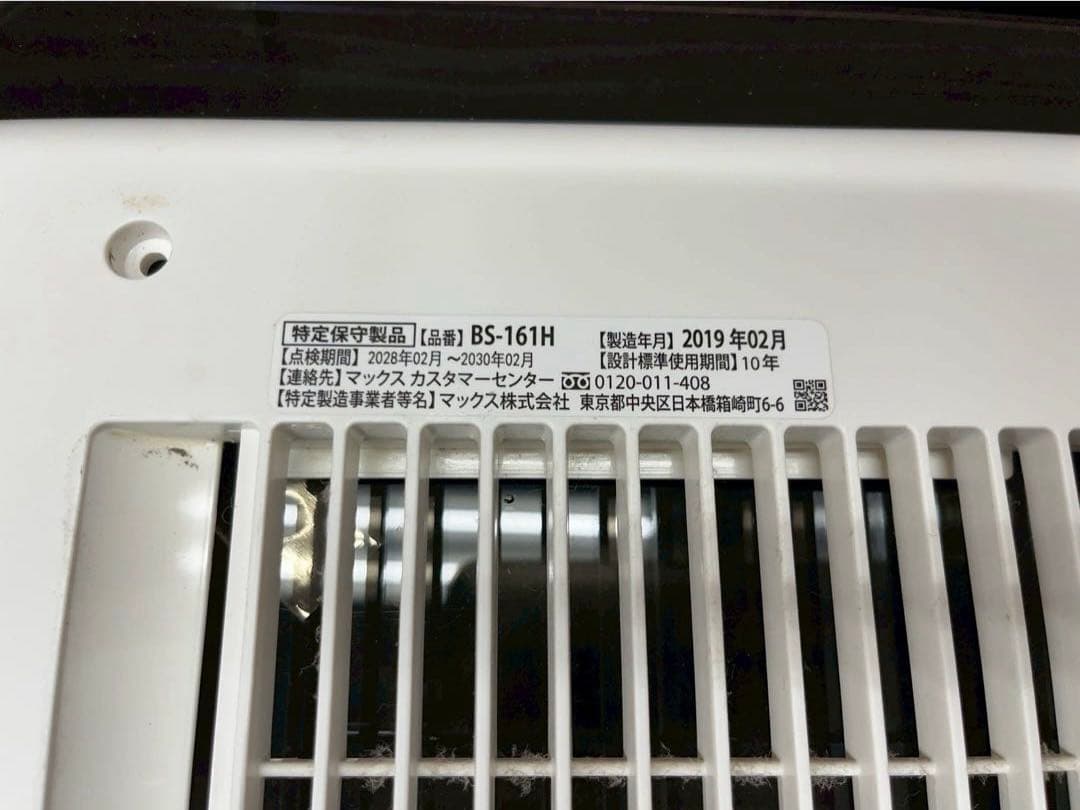 特定保守製品 【品番】 BS-161H 【製造年月】 2019 年02月
【点検期間】 2028年02月 ～2030年02月 【設計標準使用期間】 10年
【連絡先】 マックス カスタマーセンター 0120-011-408
【特定製造事業者等名】 マックス株式会社 東京都中央区日本橋箱崎町6-6